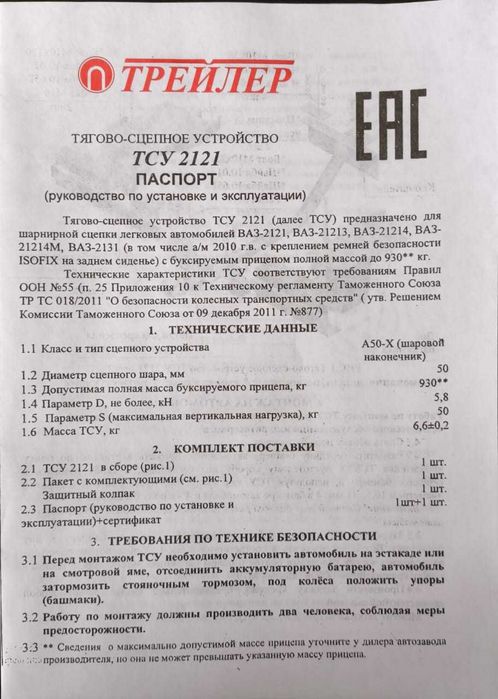 ТРЕЙЛЕР
EAC
ТЯГОВО-СЦЕПНОЕ УСТРОЙСТВО
ТСУ 2121
ПАСПОРТ
(руководство по установке и эксплуатации)
Тягово-сцепное устройство ТСУ 2121 (далее ТСУ) предназначено для
шарнирной сцепки легковых автомобилей ВАЗ-2121, ВАЗ-21213, ВАЗ-21214, ВАЗ-
21214М, ВАЗ-2131 (в том числе а/м 2010 г.в. с креплением ремней безопасности
ISOFIX на заднем сиденье) с буксируемым прицепом полной массой до 930** кг.
Технические характеристики ТСУ соответствуют требованиям Правил
ООН №55 (п. 25 Приложения 10 к Техническому регламенту Таможенного Союза
ТР ТС 018/2011 "О безопасности колесных транспортных средств" ( утв. Решением
Комиссии Таможенного Союза от 09 декабря 2011 г. №877)
1. ТЕХНИЧЕСКИЕ ДАННЫЕ
1.1 Класс и тип сцепного устройства А50-Х (шаровой
наконечник)
1.2 Диаметр сцепного шара, мм 50
1.3 Допустимая полная масса буксируемого прицепа, кг 930**
1.4 Параметр D, не более, кН 5,8
1.5 Параметр S (максимальная вертикальная нагрузка), кг 50
1.6 Масса ТСУ, кг 6,6±0,2
2. КОМПЛЕКТ ПОСТАВКИ
2.1 ТСУ 2121 в сборе (рис.1) 1 шт.
2.2 Пакет с комплектующими (см. рис.1) 1 шт.
Защитный колпак 1 шт.
2.3 Паспорт (руководство по установке и 1шт+1 шт.
эксплуатации)+сертификат
3. ТРЕБОВАНИЯ ПО ТЕХНИКЕ БЕЗОПАСНОСТИ
3.1 Перед монтажом ТСУ необходимо установить автомобиль на эстакаде или
на смотровой яме, отсоединить аккумуляторную батарею, автомобиль
затормозить стояночным тормозом, под колёса положить упоры
(башмаки).
3.2 Работу по монтажу должны производить два человека, соблюдая меры
предосторожности.
3.3 ** Сведения о максимально допустимой массе прицепа уточните у дилера автозавода
производителя, но она не может превышать указанную массу прицепа.